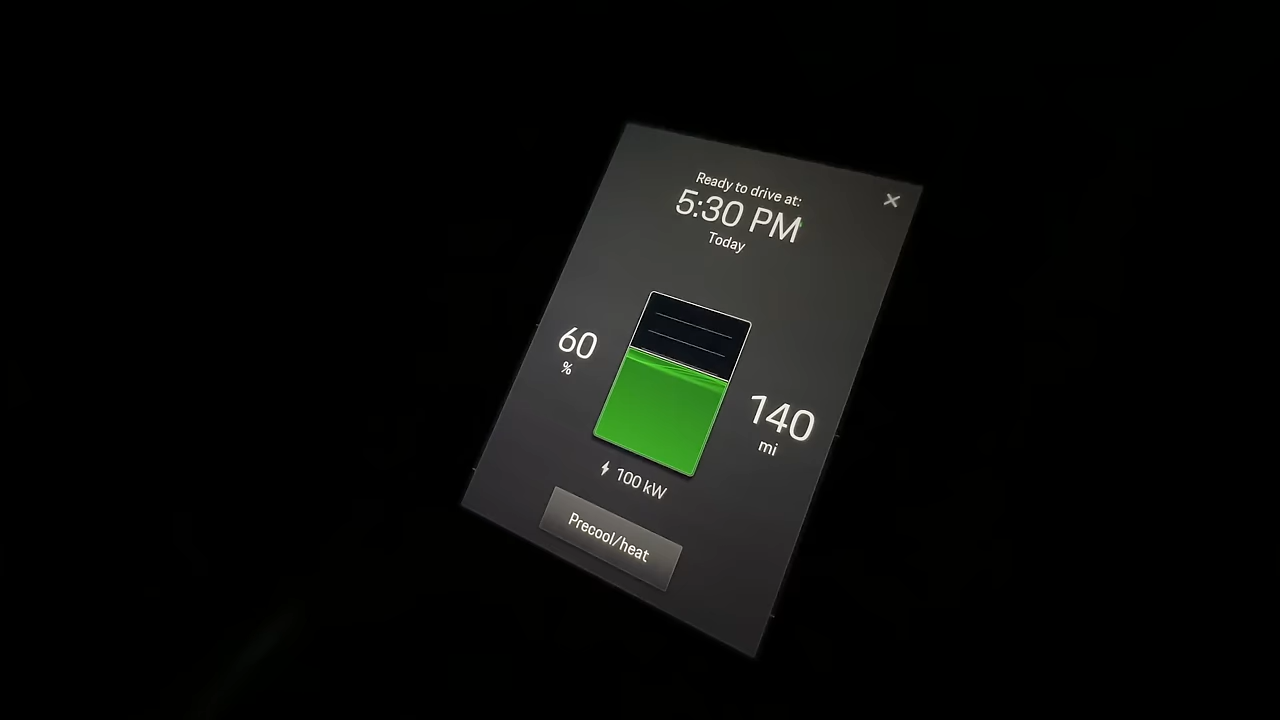 Ready to drive at:
5:30 PM
Today
60
%
140
mi
100 kW
Precool/heat